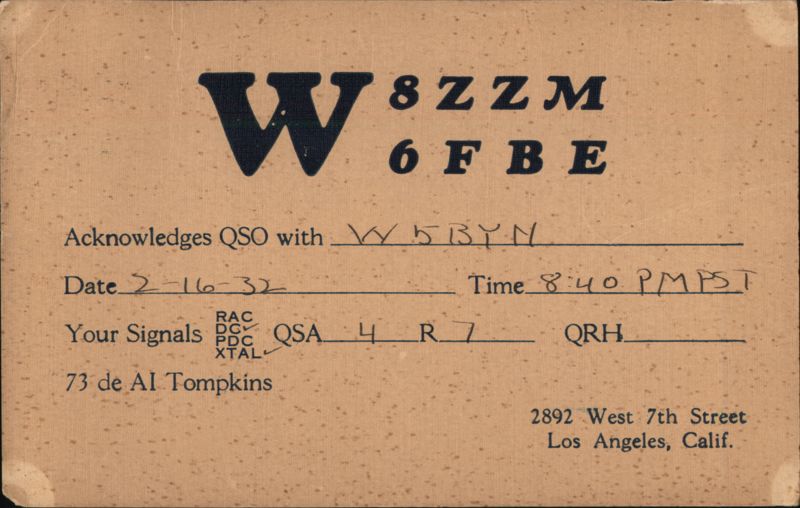 W 8ZZM
6FBE
Acknowledges QSO with W5BYN
Date 2-16-32 Time 8:40 PM PST
Your Signals RAC DC✓ PDC XTAL✓ QSA 4 R 7 QRH
73 de Al Tompkins
2892 West 7th Street
Los Angeles, Calif.